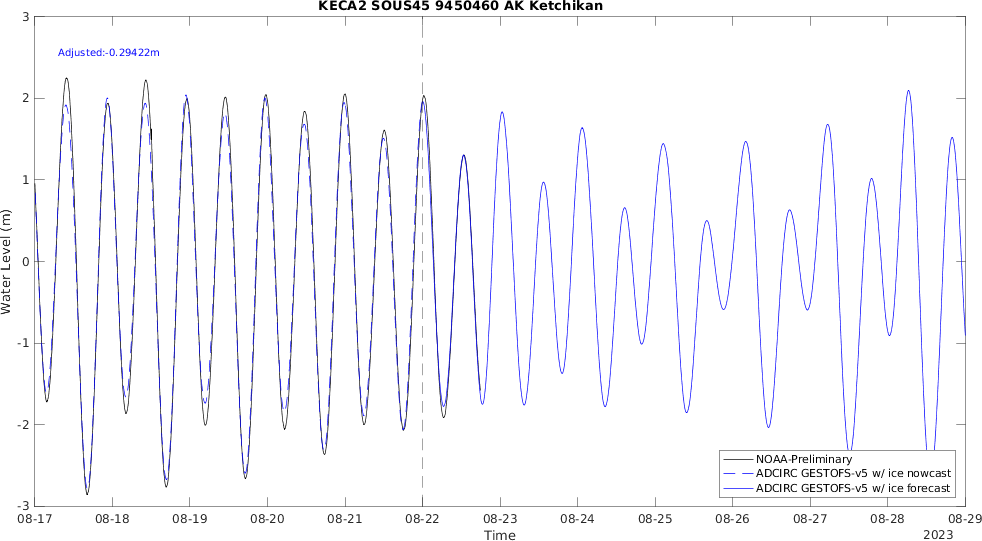 KECA2 SOUS45 9450460 AK Ketchikan
Adjusted:-0.29422m
3
2
1
0
-1
-2
-3
Water Level (m)
NOAA-Preliminary
ADCIRC GESTOFS-v5 w/ ice nowcast
ADCIRC GESTOFS-v5 w/ ice forecast
08-17 08-18 08-19 08-20 08-21 08-22 08-23 08-24 08-25 08-26 08-27 08-28 08-29
Time
2023